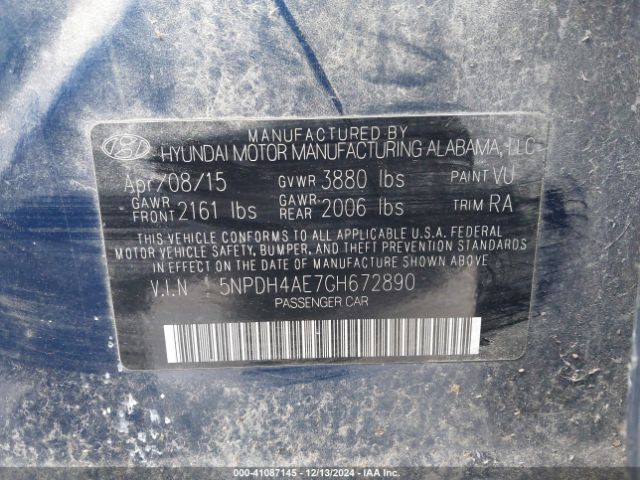 MANUFACTURED BY
HYUNDAI MOTOR MANUFACTURING ALABAMA, LLC
Apr/08/15 GVWR 3880 lbs PAINT VU
GAWR FRONT 2161 lbs GAWR REAR 2006 lbs TRIM RA
THIS VEHICLE CONFORMS TO ALL APPLICABLE U.S.A. FEDERAL
MOTOR VEHICLE SAFETY, BUMPER, AND THEFT PREVENTION STANDARDS
IN EFFECT ON THE DATE OF MANUFACTURE SHOWN ABOVE
V.I.N : 5NPDH4AE7GH672890
PASSENGER CAR
000-41087145 - 12/13/2024 - IAA Inc.